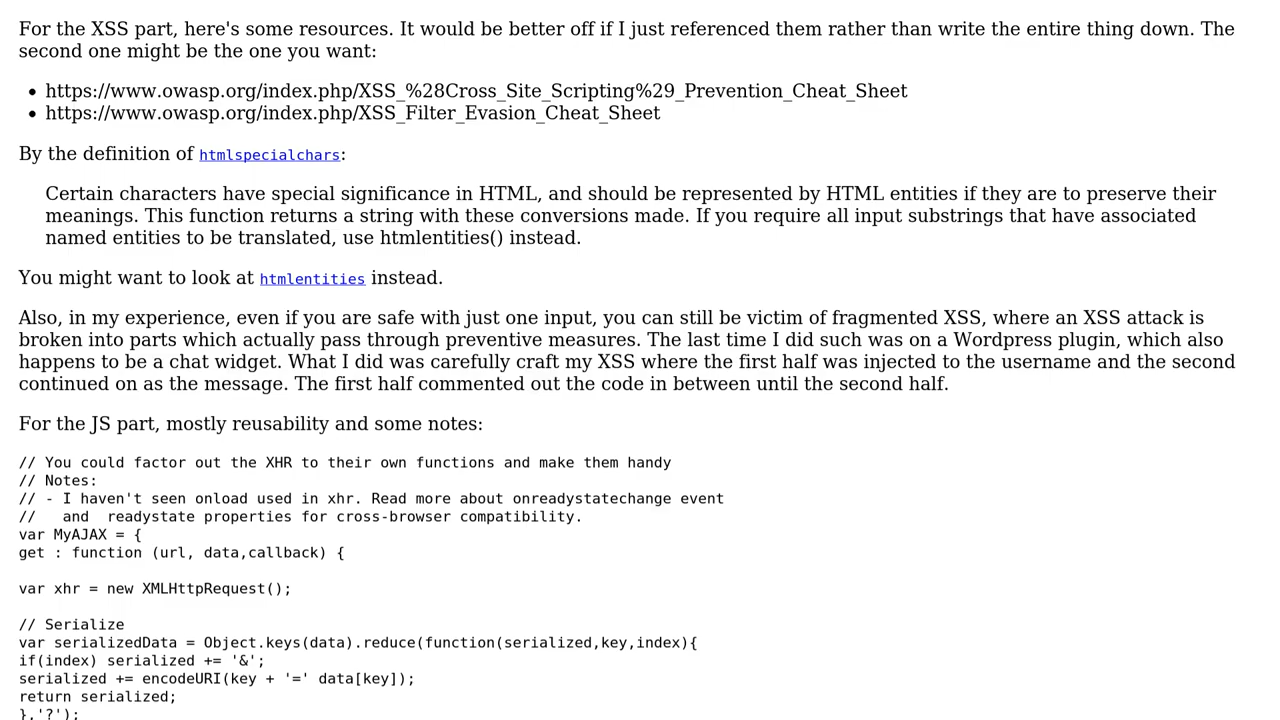 For the XSS part, here's some resources. It would be better off if I just referenced them rather than write the entire thing down. The
second one might be the one you want:
• https://www.owasp.org/index.php/XSS_%28Cross_Site_Scripting%29_Prevention_Cheat_Sheet
• https://www.owasp.org/index.php/XSS_Filter_Evasion_Cheat_Sheet
By the definition of htmlspecialchars:
Certain characters have special significance in HTML, and should be represented by HTML entities if they are to preserve their
meanings. This function returns a string with these conversions made. If you require all input substrings that have associated
named entities to be translated, use htmlentities() instead.
You might want to look at htmlentities instead.
Also, in my experience, even if you are safe with just one input, you can still be victim of fragmented XSS, where an XSS attack is
broken into parts which actually pass through preventive measures. The last time I did such was on a Wordpress plugin, which also
happens to be a chat widget. What I did was carefully craft my XSS where the first half was injected to the username and the second
continued on as the message. The first half commented out the code in between until the second half.
For the JS part, mostly reusability and some notes:
// You could factor out the XHR to their own functions and make them handy
// Notes:
// - I haven't seen onload used in xhr. Read more about onreadystatechange event
//   and  readystate properties for cross-browser compatibility.
var MyAJAX = {
get : function (url, data,callback) {
var xhr = new XMLHttpRequest();
// Serialize
var serializedData = Object.keys(data).reduce(function(serialized,key,index){
if(index) serialized += '&';
serialized += encodeURI(key + '=' data[key]);
return serialized;
},'?');